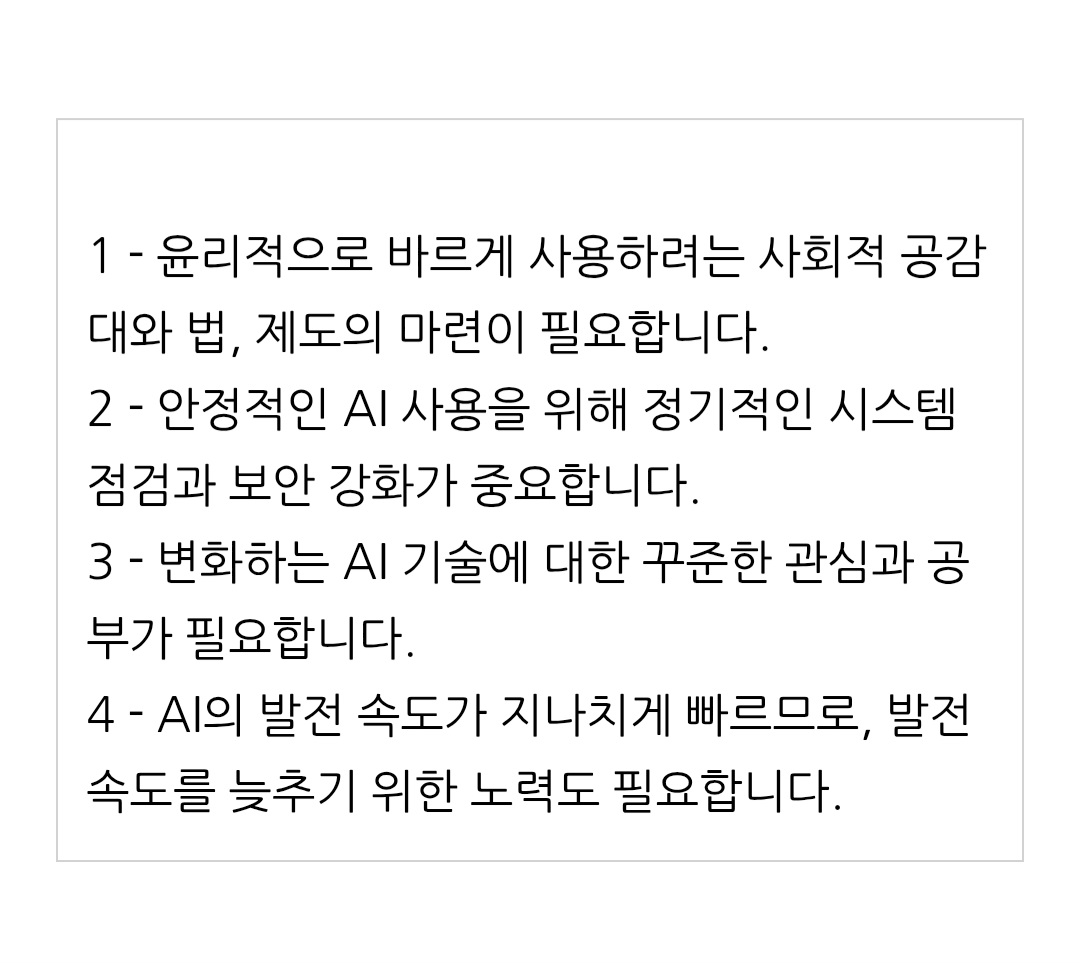 1 - 윤리적으로 바르게 사용하려는 사회적 공감
대와 법, 제도의 마련이 필요합니다.
2 - 안정적인 AI 사용을 위해 정기적인 시스템
점검과 보안 강화가 중요합니다.
3 - 변화하는 AI 기술에 대한 꾸준한 관심과 공
부가 필요합니다.
4 - AI의 발전 속도가 지나치게 빠르므로, 발전
속도를 늦추기 위한 노력도 필요합니다.